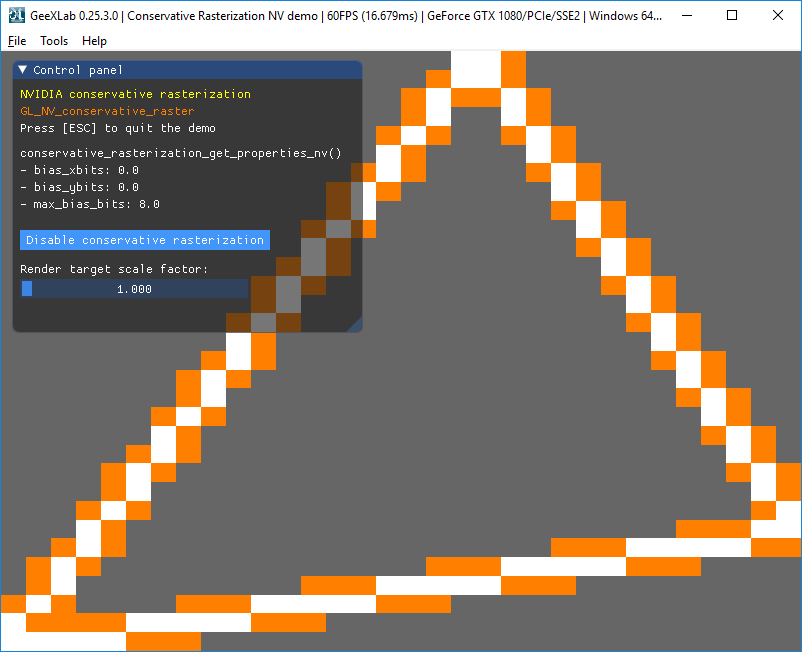 GeeXLab 0.25.3.0 | Conservative Rasterization NV demo | 60FPS (16.679ms) | GeForce GTX 1080/PCIe/SSE2 | Windows 64...
File Tools Help
▼ Control panel
NVIDIA conservative rasterization
GL_NV_conservative_raster
Press [ESC] to quit the demo
conservative_rasterization_get_properties_nv()
- bias_xbits: 0.0
- bias_ybits: 0.0
- max_bias_bits: 8.0
Disable conservative rasterization
Render target scale factor:
1.000